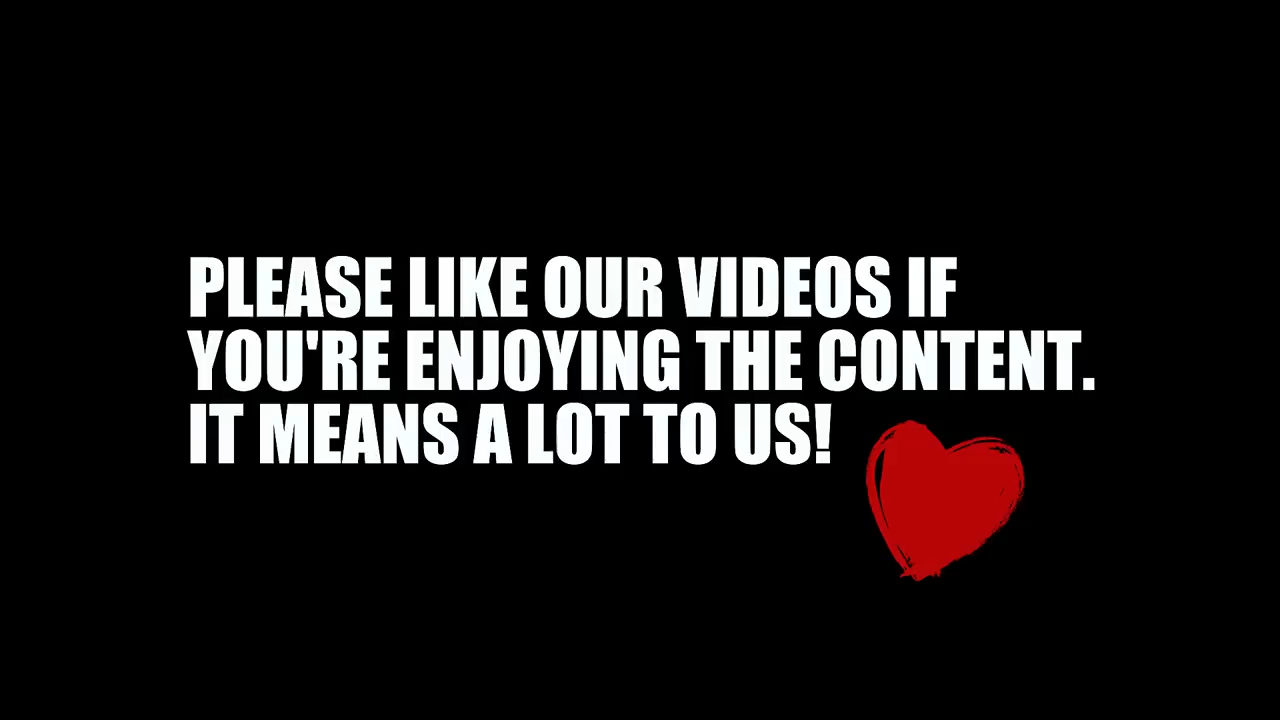 PLEASE LIKE OUR VIDEOS IF
YOU'RE ENJOYING THE CONTENT.
IT MEANS A LOT TO US!